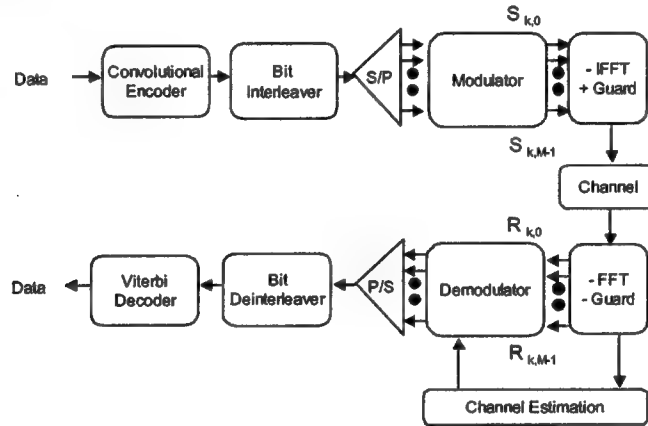 S k,0
Data
Convolutional
Encoder
Bit
Interleaver
S/P
Modulator
- IFFT
+ Guard
S k,M-1
Channel
R k,0
Data
Viterbi
Decoder
Bit
Deinterleaver
P/S
Demodulator
- FFT
- Guard
R k,M-1
Channel Estimation